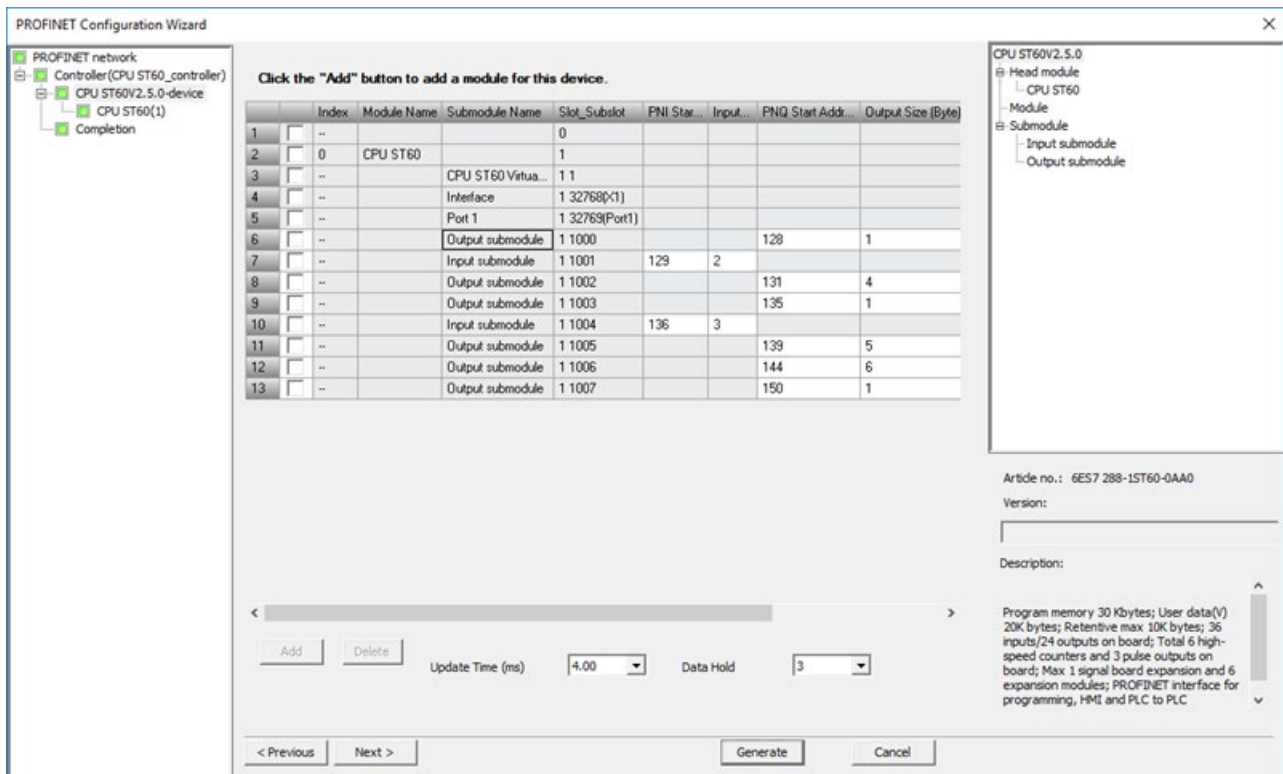 PROFINET Configuration Wizard
PROFINET network
Controller(CPU ST60_controller)
CPU ST60V2.5.0-device
CPU ST60(1)
Completion
Click the "Add" button to add a module for this device.
Index Module Name Submodule Name Slot_Subslot PNI Star... Input... PNQ Start Addr... Output Size (Byte)
1 -- 0
2 0 CPU ST60 1
3 -- CPU ST60 Virtua... 1 1
4 -- Interface 1 32768(X1)
5 -- Port 1 1 32769(Port1)
6 -- Output submodule 1 1000 128 1
7 -- Input submodule 1 1001 129 2
8 -- Output submodule 1 1002 131 4
9 -- Output submodule 1 1003 135 1
10 -- Input submodule 1 1004 136 3
11 -- Output submodule 1 1005 139 5
12 -- Output submodule 1 1006 144 6
13 -- Output submodule 1 1007 150 1
Add Delete Update Time (ms) 4.00 Data Hold 3
< Previous Next > Generate Cancel
CPU ST60V2.5.0
Head module
CPU ST60
Module
Submodule
Input submodule
Output submodule
Article no.: 6ES7 288-1ST60-0AA0
Version:
Description:
Program memory 30 Kbytes; User data(V)
20K bytes; Retentive max 10K bytes; 36
inputs/24 outputs on board; Total 6 high-
speed counters and 3 pulse outputs on
board; Max 1 signal board expansion and 6
expansion modules; PROFINET interface for
programming, HMI and PLC to PLC